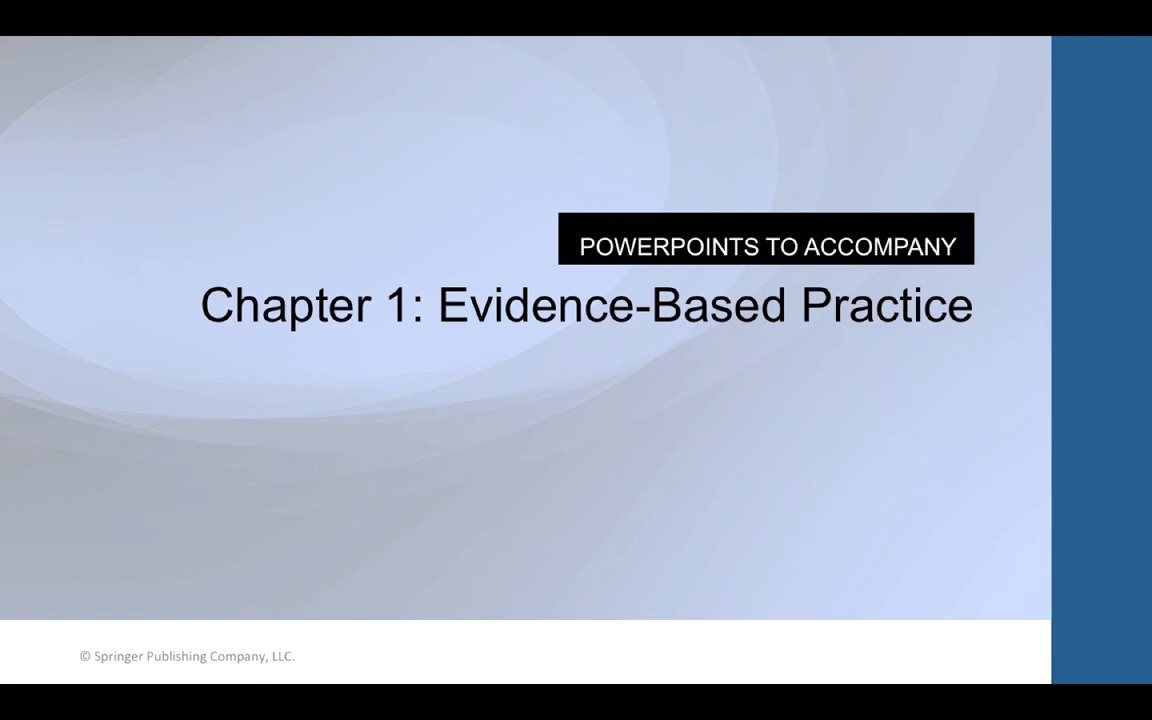 POWERPOINTS TO ACCOMPANY
Chapter 1: Evidence-Based Practice
© Springer Publishing Company, LLC.